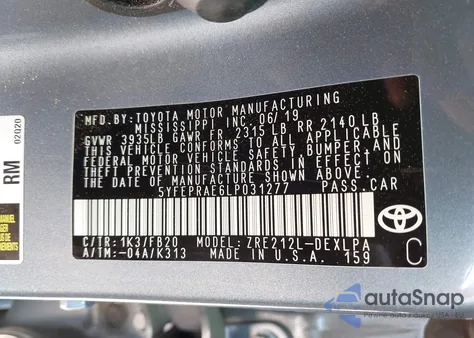 MFD. BY: TOYOTA MOTOR MANUFACTURING
MISSISSIPPI INC. 06/19
GVWR 3935LB GAWR FR 2315 LB RR 2140 LB
THIS VEHICLE CONFORMS TO ALL APPLICABLE
FEDERAL MOTOR VEHICLE SAFETY, BUMPER, AND
THEFT PREVENTION STANDARDS IN EFFECT ON
THE DATE OF MANUFACTURE SHOWN ABOVE.
5YFEPRAE6LP031277 PASS.CAR
C/TR: 1K3/FB20 MODEL: ZRE212L-DEXLPA
A/TM: -04A/K313 MADE IN U.S.A. 159
C
RM
02020
MANUEL
autaSnap